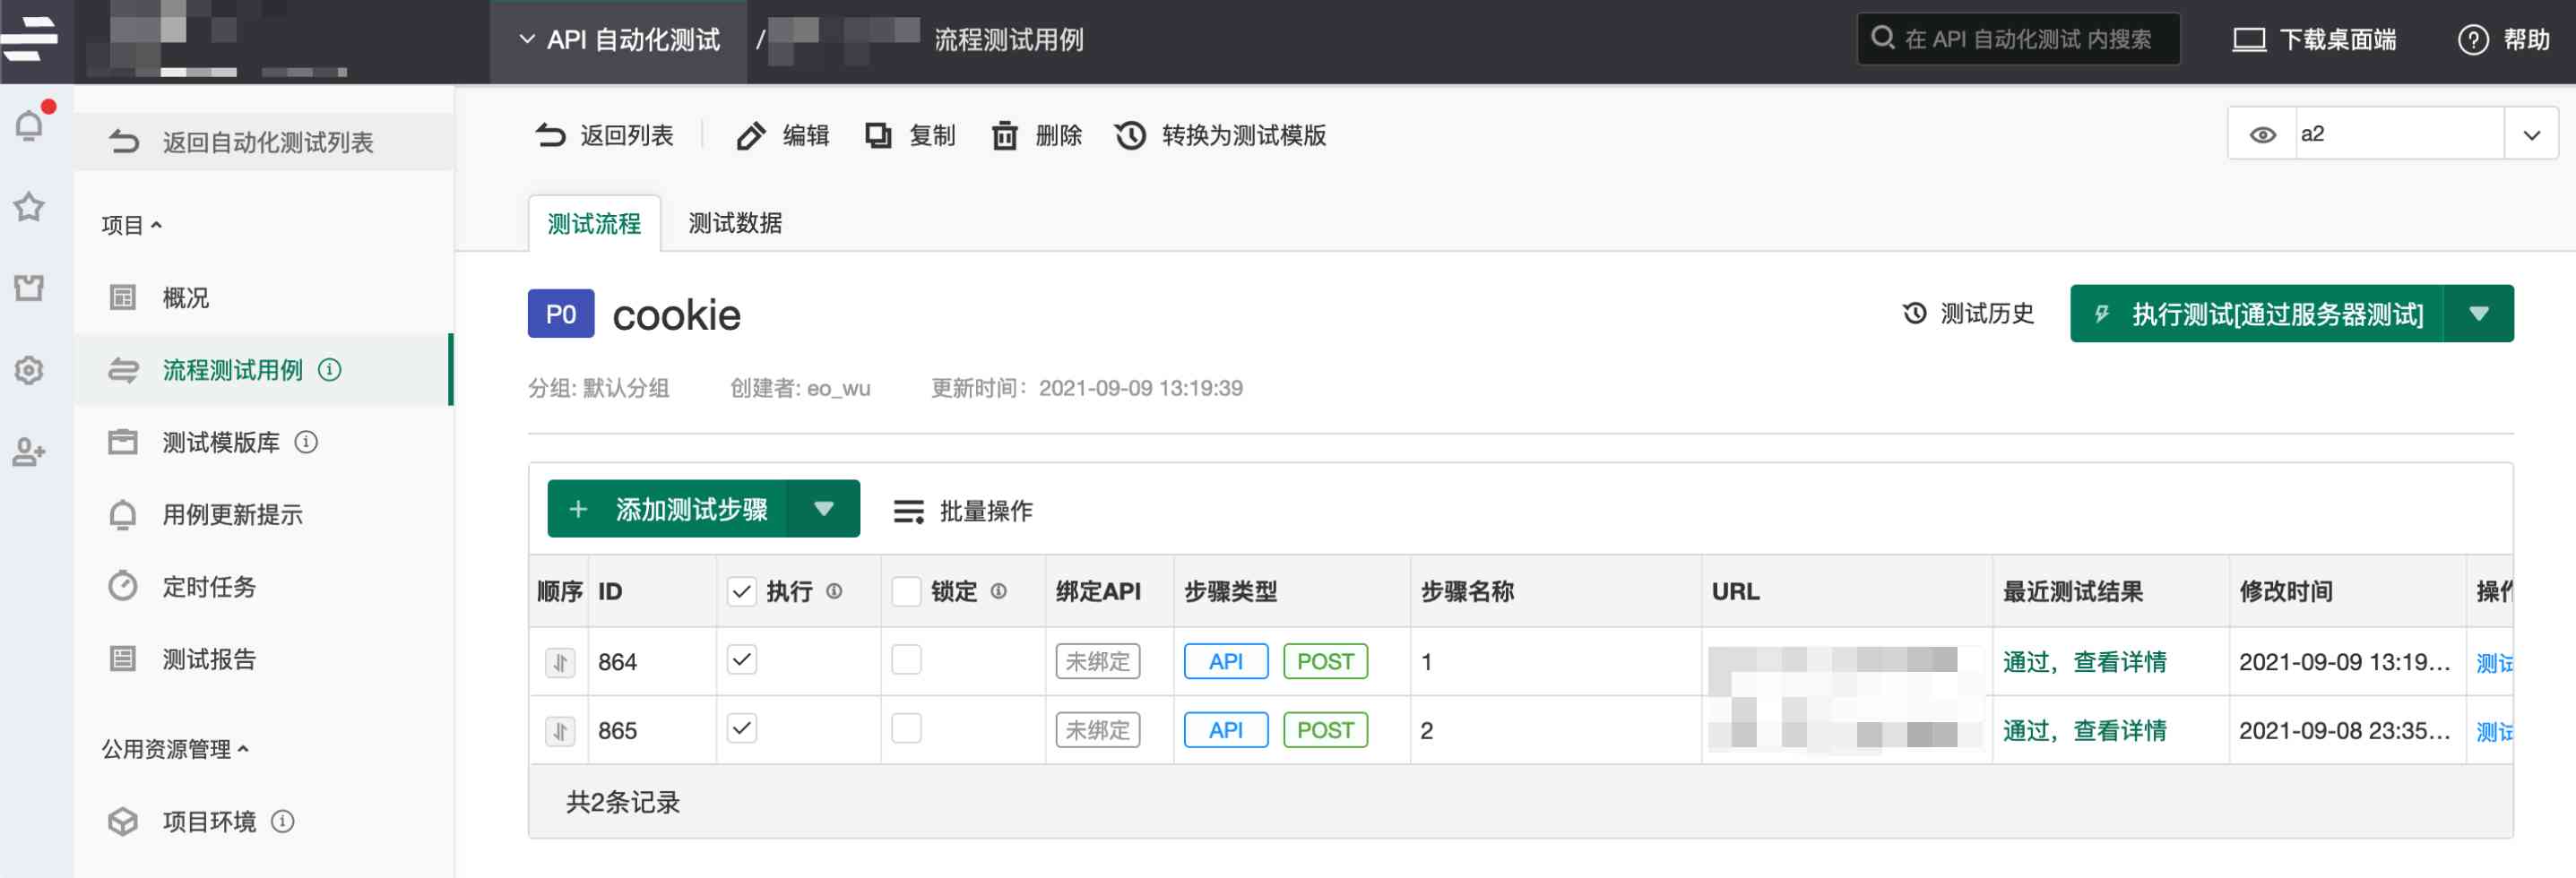 API 自动化测试
/
流程测试用例
在 API 自动化测试 内搜索
下载桌面端
帮助
返回自动化测试列表
项目
概况
流程测试用例
测试模版库
用例更新提示
定时任务
测试报告
公用资源管理
项目环境
返回列表
编辑
复制
删除
转换为测试模版
a2
测试流程
测试数据
P0 cookie
测试历史
执行测试[通过服务器测试]
分组: 默认分组 创建者: eo_wu 更新时间: 2021-09-09 13:19:39
+ 添加测试步骤
批量操作
顺序 ID 执行 锁定 绑定API 步骤类型 步骤名称 URL 最近测试结果 修改时间 操作
864 未绑定 API POST 1 通过, 查看详情 2021-09-09 13:19... 测试
865 未绑定 API POST 2 通过, 查看详情 2021-09-08 23:35... 测试
共2条记录